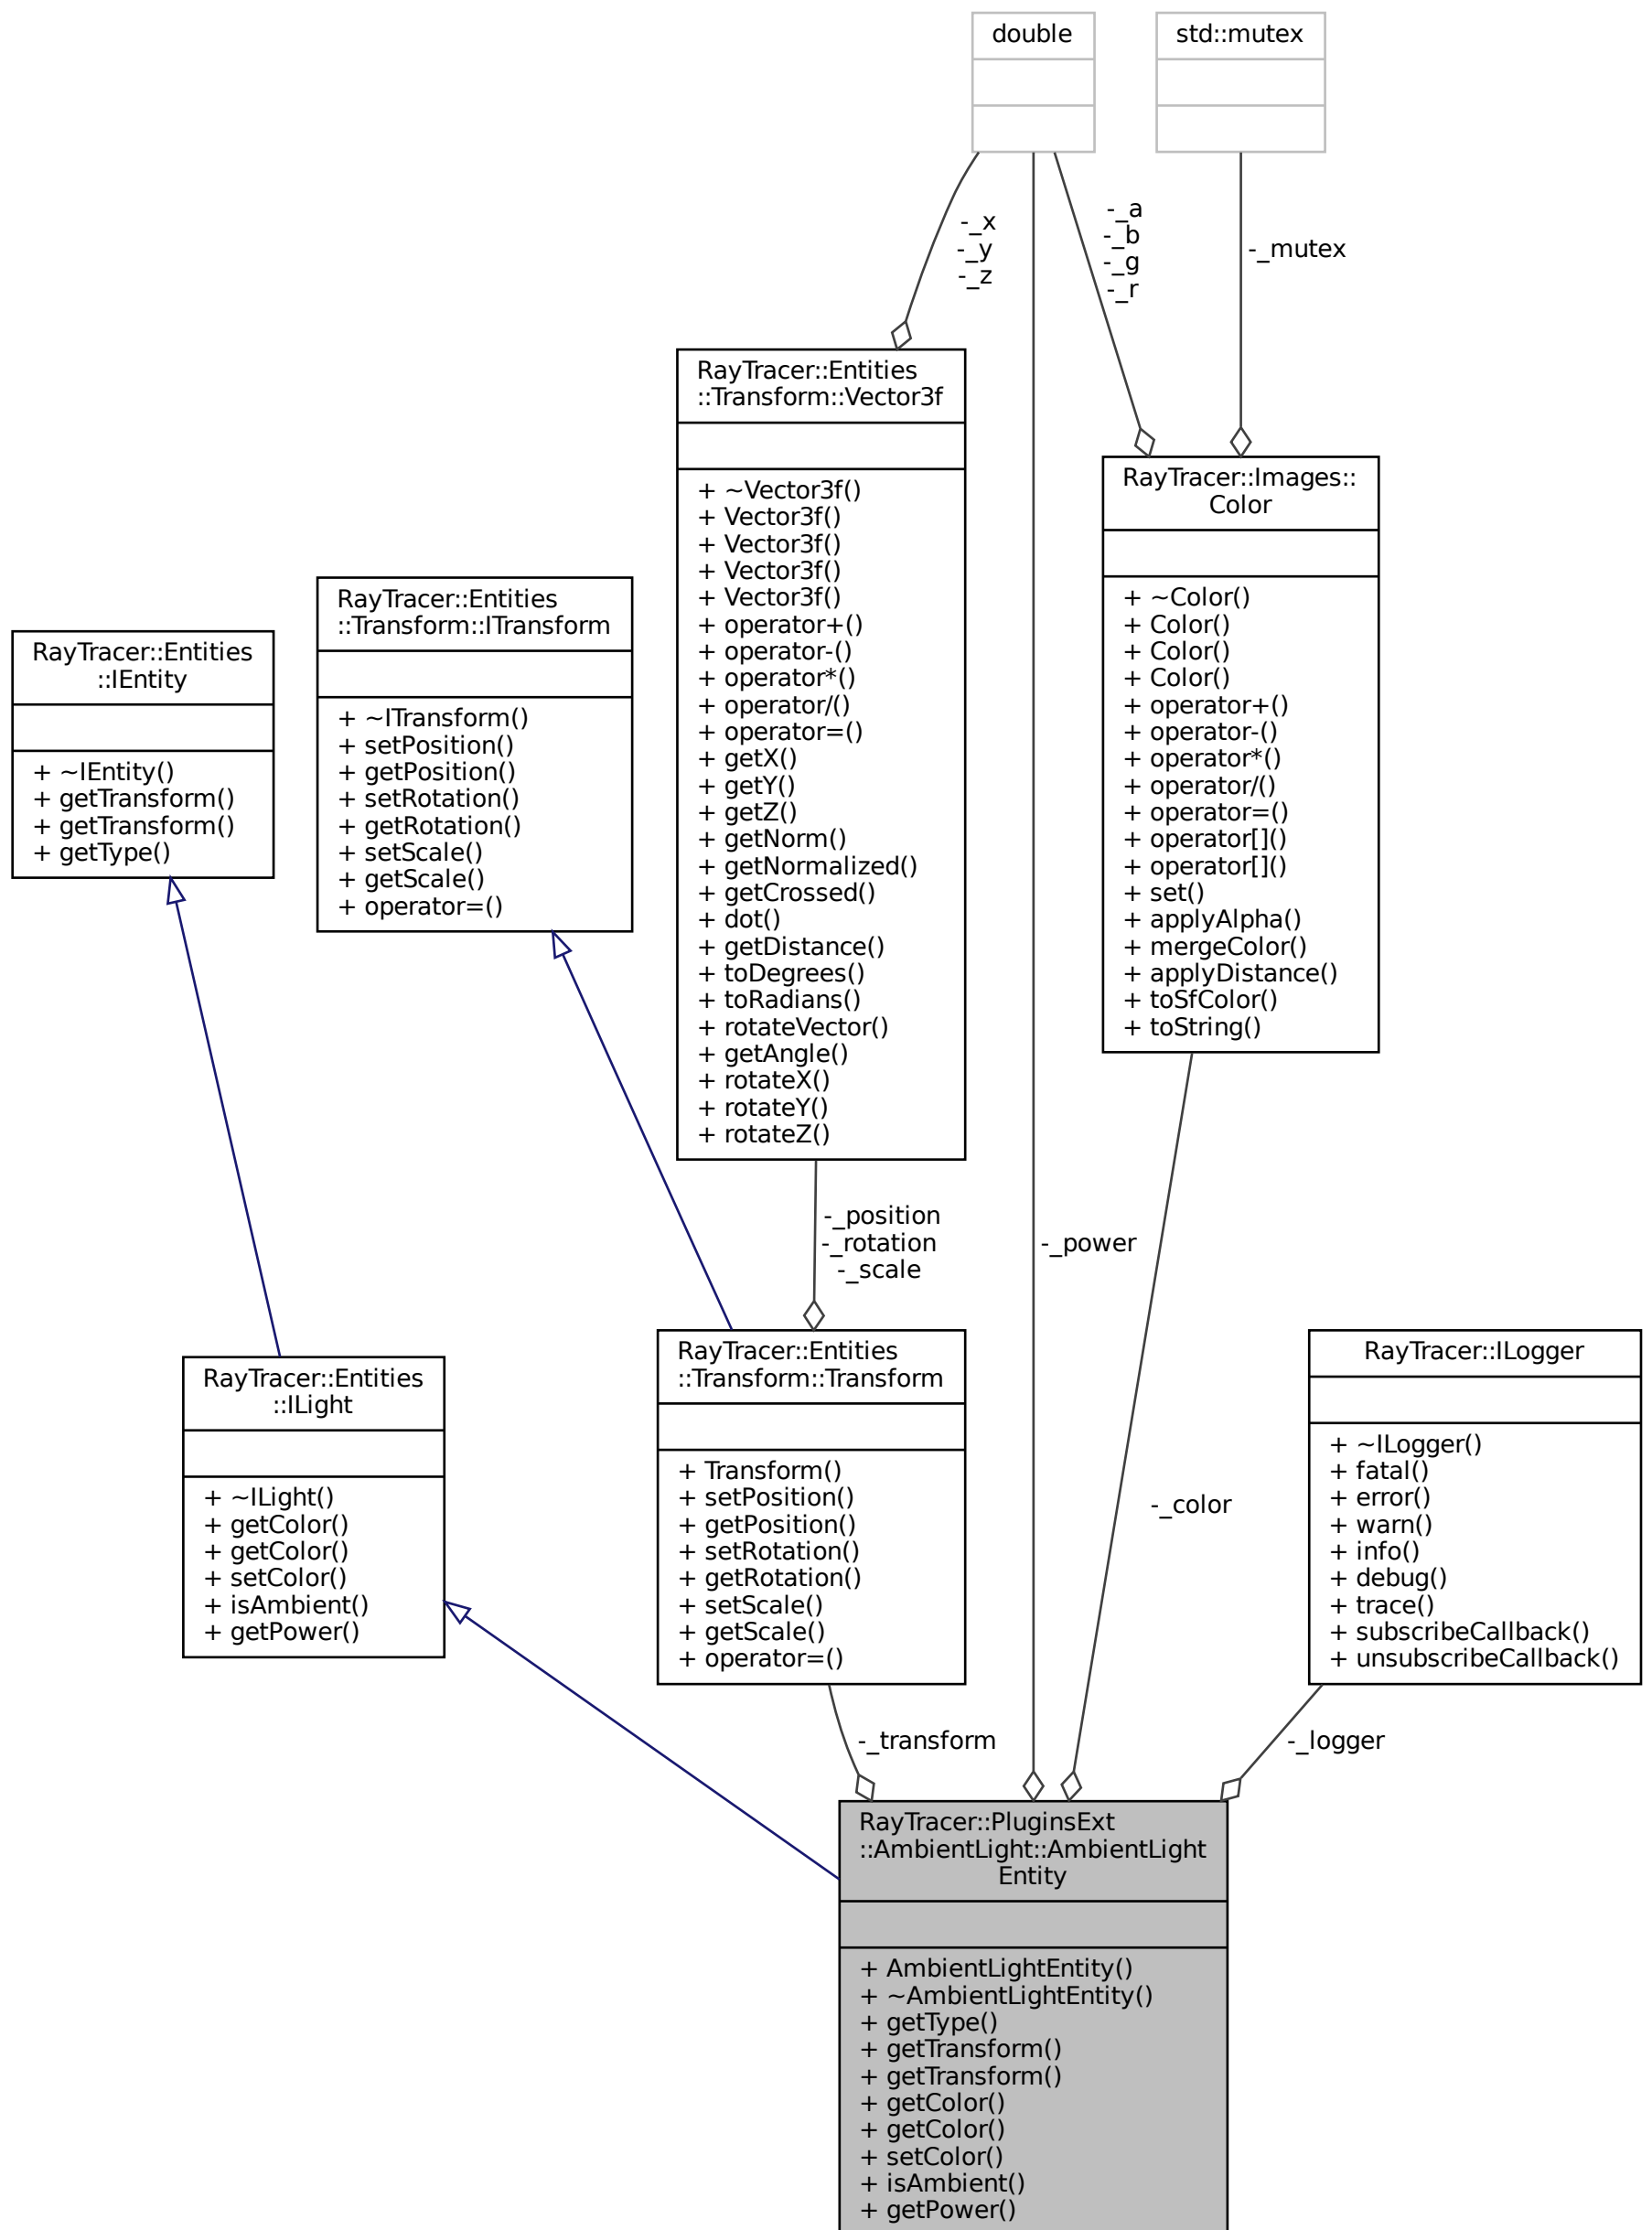 double
std::mutex
-_x
-_y
-_z
-_a
-_b
-_g
-_r
-_mutex
RayTracer::Entities
::Transform::Vector3f
+ ~Vector3f()
+ Vector3f()
+ Vector3f()
+ Vector3f()
+ Vector3f()
+ operator+()
+ operator-()
+ operator*()
+ operator/()
+ operator=()
+ getX()
+ getY()
+ getZ()
+ getNorm()
+ getNormalized()
+ getCrossed()
+ dot()
+ getDistance()
+ toDegrees()
+ toRadians()
+ rotateVector()
+ getAngle()
+ rotateX()
+ rotateY()
+ rotateZ()
RayTracer::Images::
Color
+ ~Color()
+ Color()
+ Color()
+ Color()
+ operator+()
+ operator-()
+ operator*()
+ operator/()
+ operator=()
+ operator[]()
+ operator[]()
+ set()
+ applyAlpha()
+ mergeColor()
+ applyDistance()
+ toSfColor()
+ toString()
RayTracer::Entities
::Transform::ITransform
+ ~ITransform()
+ setPosition()
+ getPosition()
+ setRotation()
+ getRotation()
+ setScale()
+ getScale()
+ operator=()
RayTracer::Entities
::IEntity
+ ~IEntity()
+ getTransform()
+ getTransform()
+ getType()
-_position
-_rotation
-_scale
-_power
RayTracer::Entities
::ILight
+ ~ILight()
+ getColor()
+ getColor()
+ setColor()
+ isAmbient()
+ getPower()
RayTracer::Entities
::Transform::Transform
+ Transform()
+ setPosition()
+ getPosition()
+ setRotation()
+ getRotation()
+ setScale()
+ getScale()
+ operator=()
-_color
RayTracer::ILogger
+ ~ILogger()
+ fatal()
+ error()
+ warn()
+ info()
+ debug()
+ trace()
+ subscribeCallback()
+ unsubscribeCallback()
-_transform
-_logger
RayTracer::PluginsExt
::AmbientLight::AmbientLight
Entity
+ AmbientLightEntity()
+ ~AmbientLightEntity()
+ getType()
+ getTransform()
+ getTransform()
+ getColor()
+ getColor()
+ setColor()
+ isAmbient()
+ getPower()